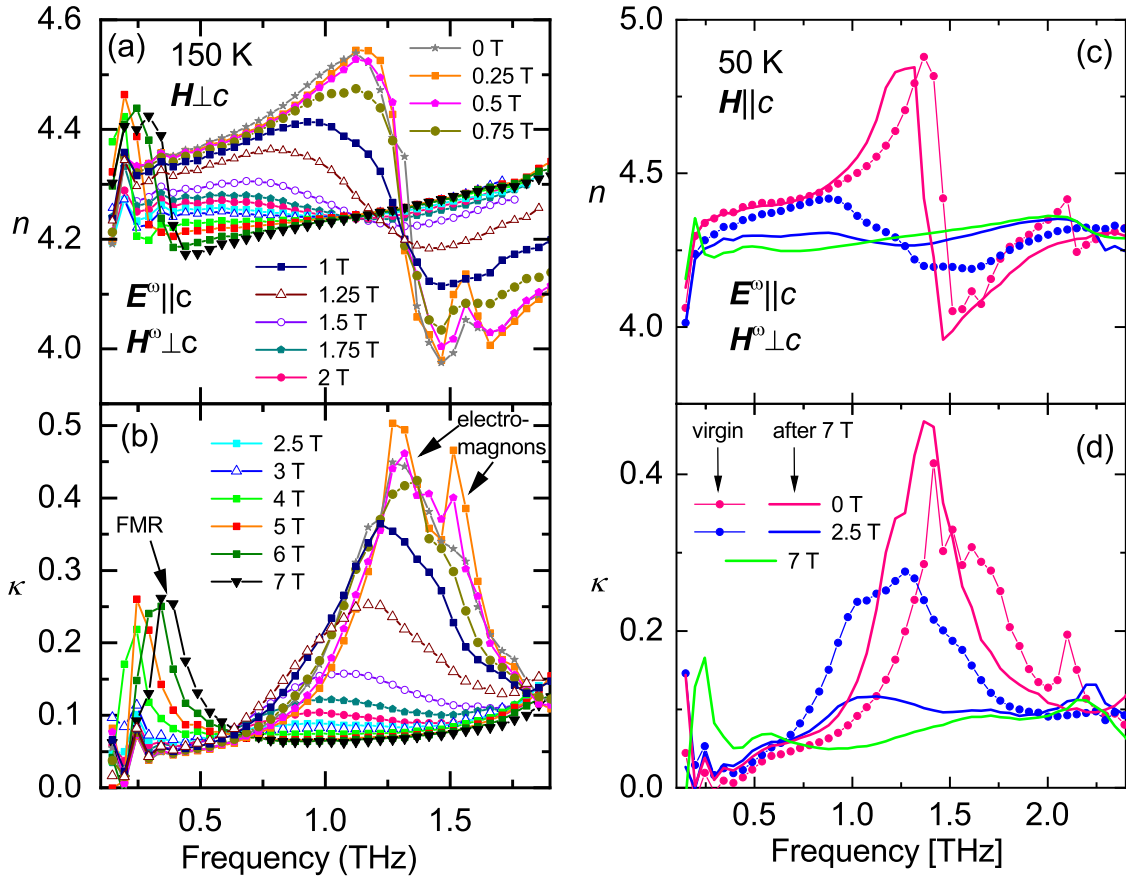 (a)
150 K
H⊥c
0 T
0.25 T
0.5 T
0.75 T
1 T
1.25 T
1.5 T
1.75 T
2 T
E^ω||c
H^ω⊥c
n
4.6
4.4
4.2
4.0
(b)
electro-
magnons
FMR
2.5 T
3 T
4 T
5 T
6 T
7 T
κ
0.5
0.4
0.3
0.2
0.1
0.0
0.5 1.0 1.5
Frequency (THz)
(c)
50 K
H||c
E^ω||c
H^ω⊥c
n
5.0
4.5
4.0
(d)
virgin after 7 T
0 T
2.5 T
7 T
κ
0.4
0.2
0.0
0.5 1.0 1.5 2.0
Frequency [THz]